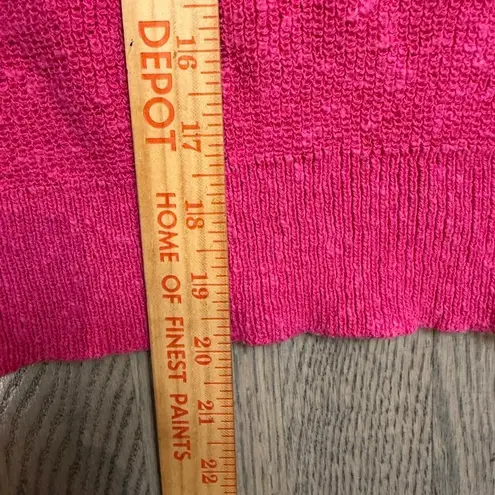 DEPOT HOME OF FINEST PAINTS
16 17 18 19 20 21 22